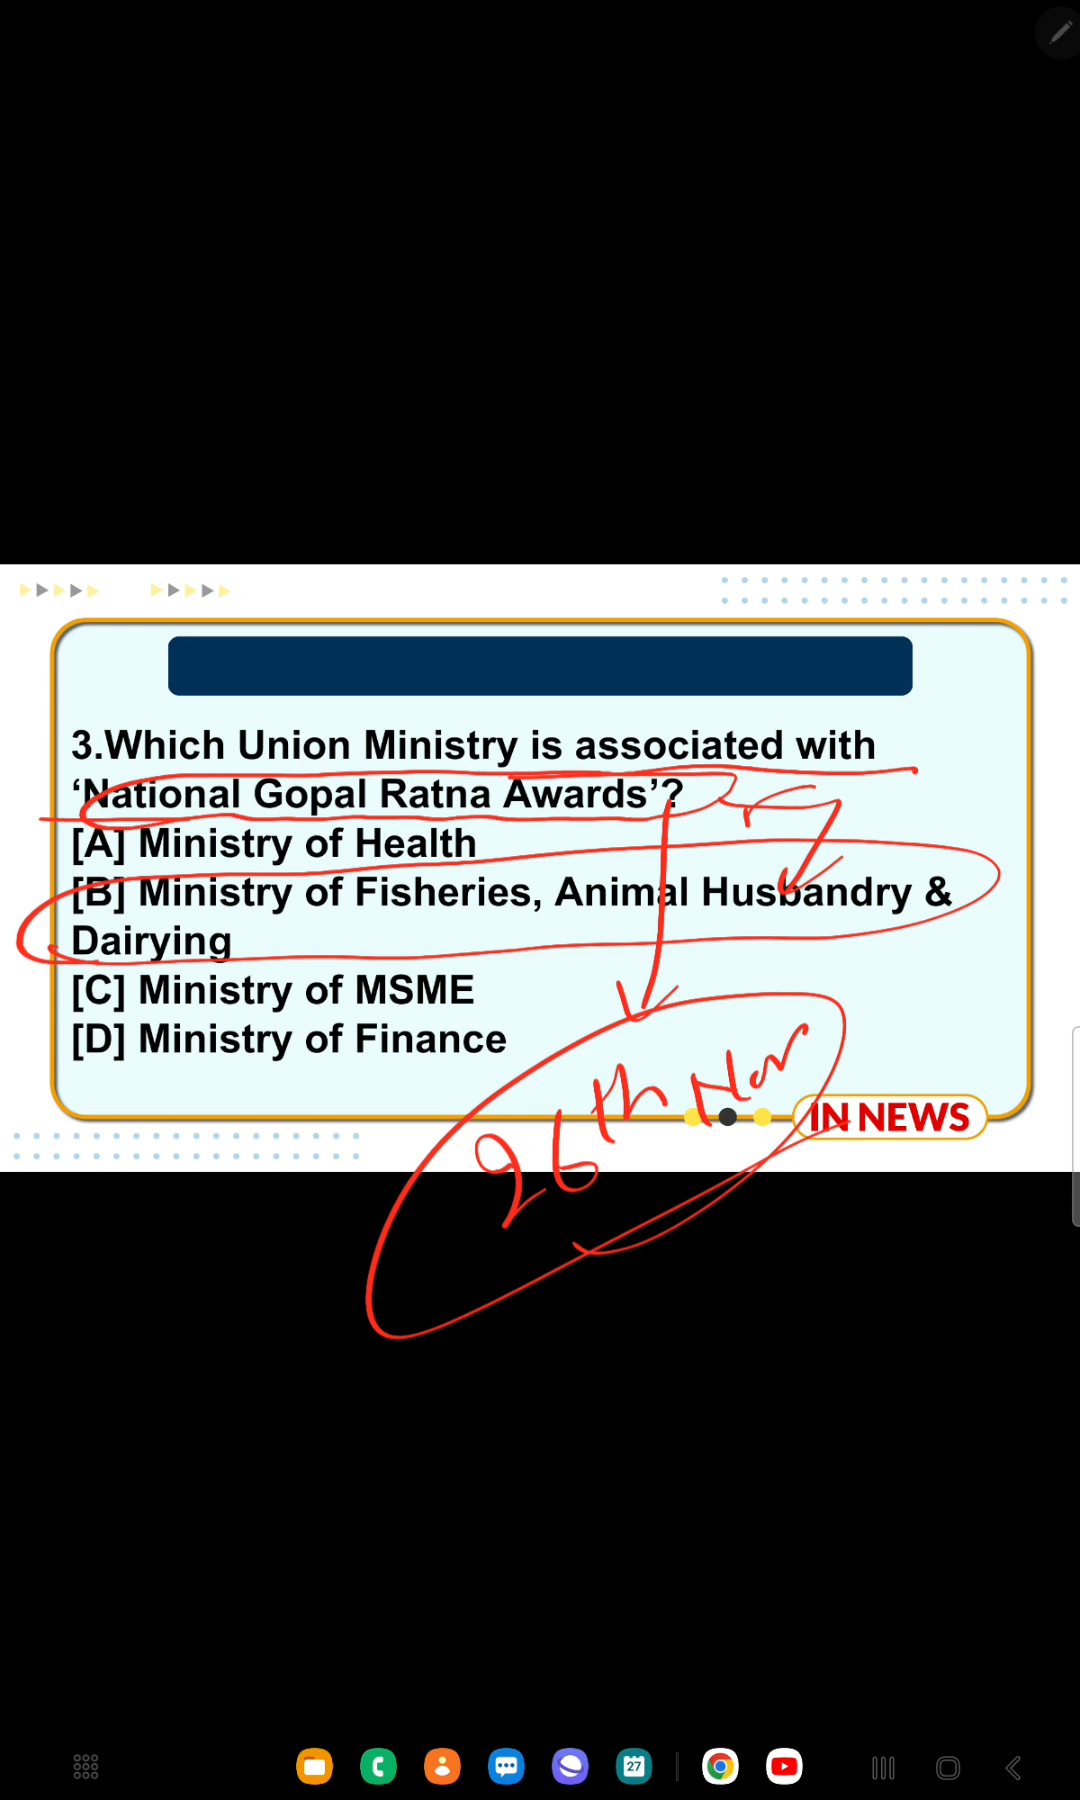 3.Which Union Ministry is associated with
‘National Gopal Ratna Awards’?
[A] Ministry of Health
[B] Ministry of Fisheries, Animal Husbandry &
Dairying
[C] Ministry of MSME
[D] Ministry of Finance
26th Nov
IN NEWS
27